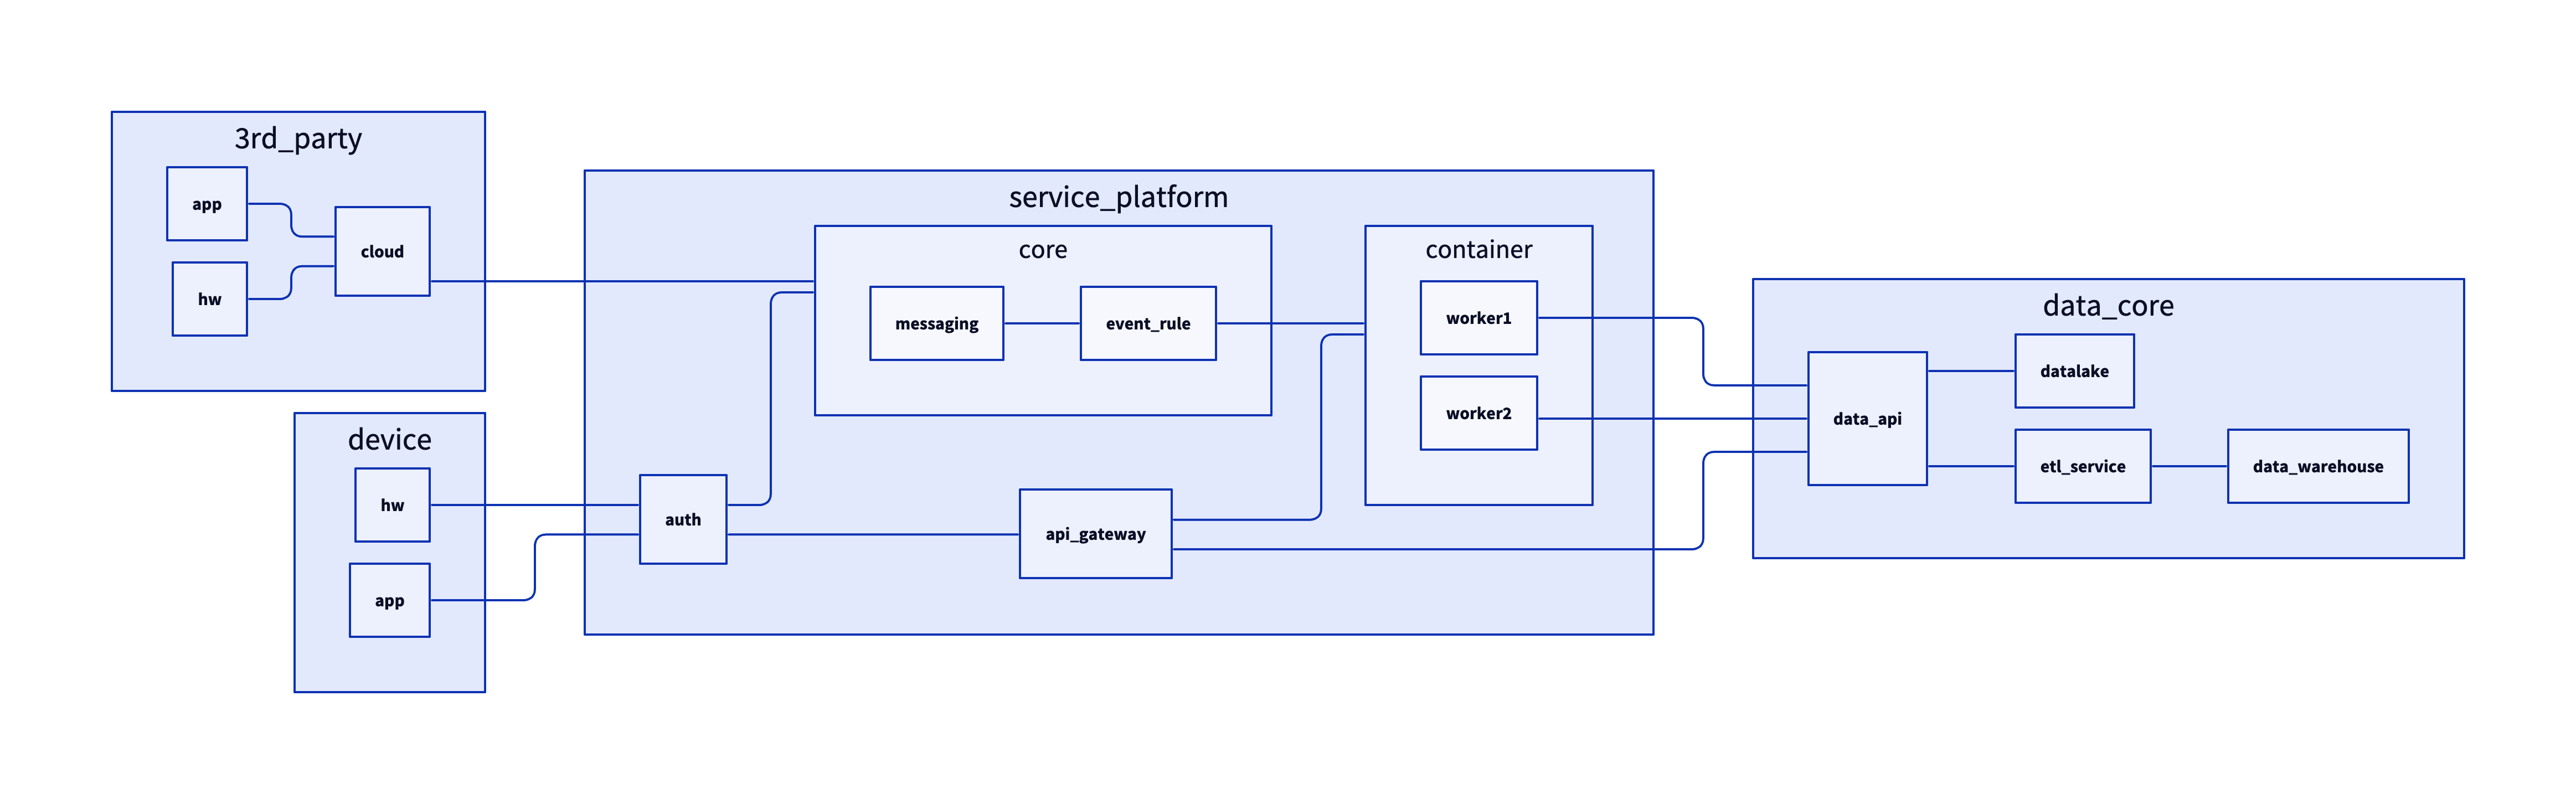 3rd_party
app
cloud
hw
device
hw
app
service_platform
core
messaging
event_rule
container
worker1
worker2
auth
api_gateway
data_core
data_api
datalake
etl_service
data_warehouse